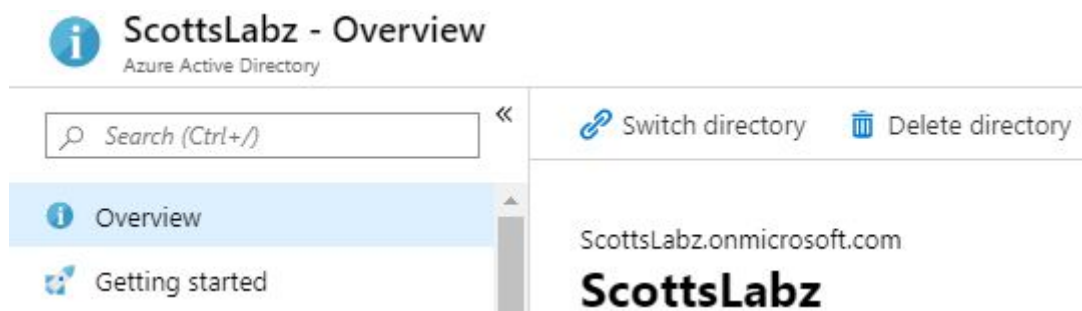 ScottsLabz - Overview
Azure Active Directory
Search (Ctrl+/)
«
Switch directory
Delete directory
Overview
Getting started
ScottsLabz.onmicrosoft.com
ScottsLabz